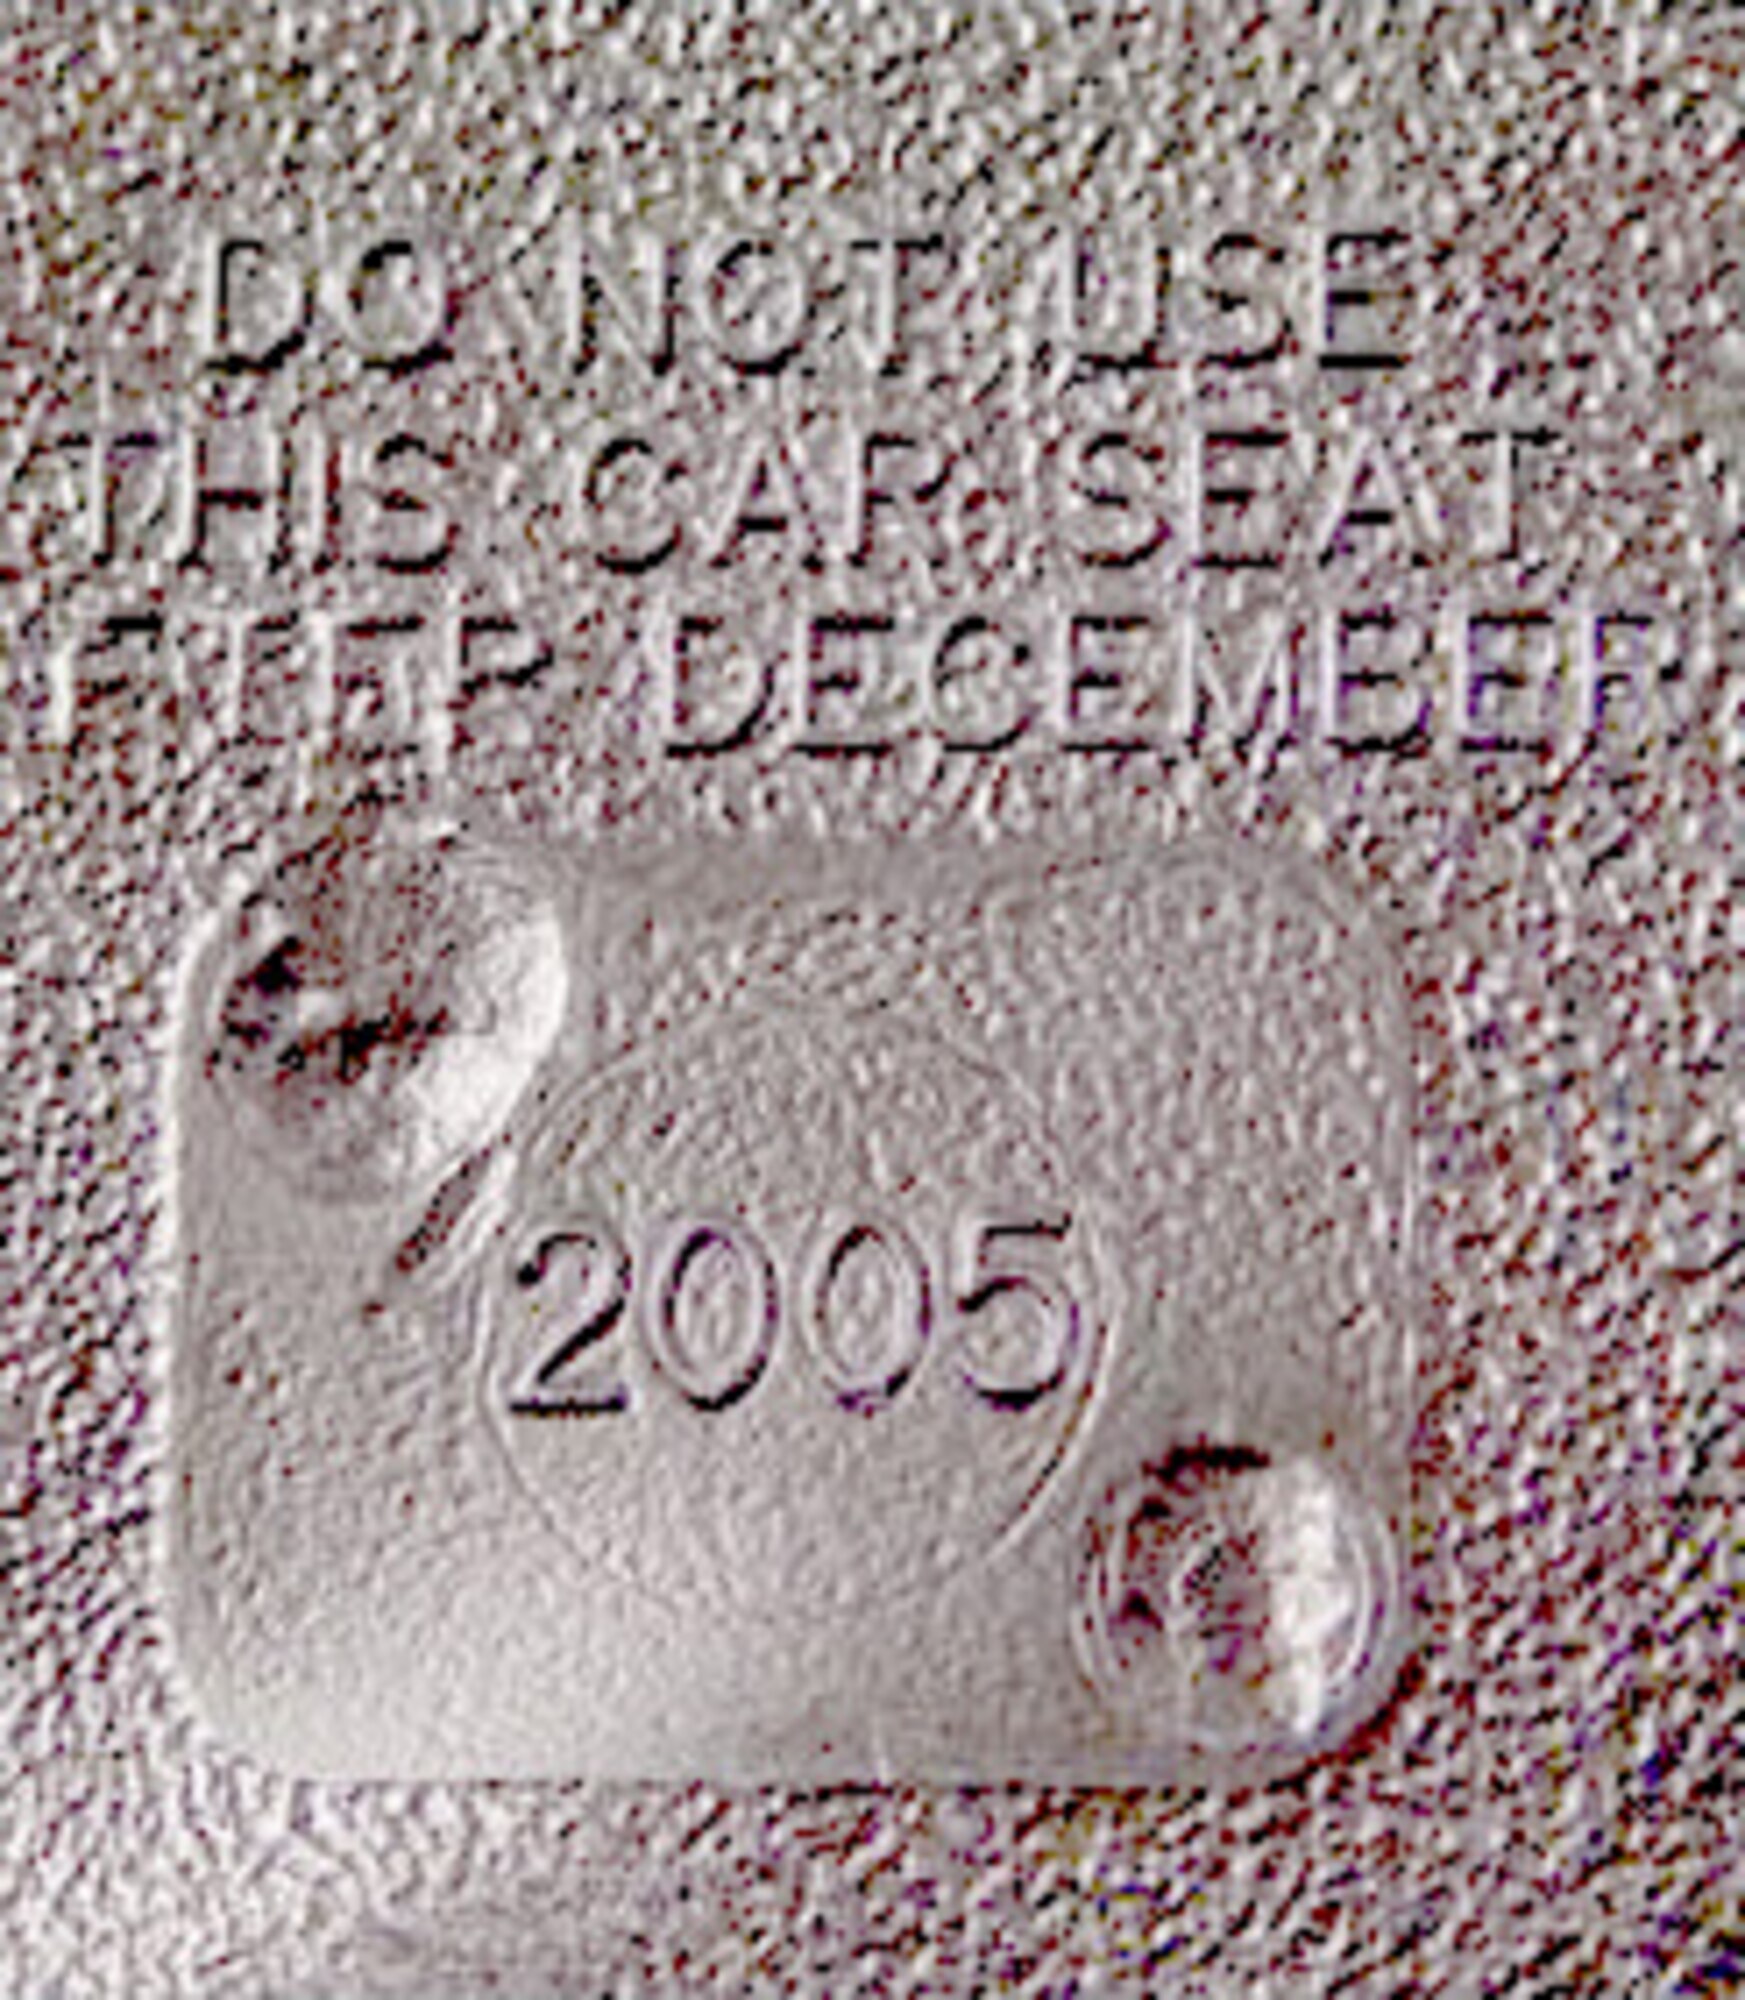 DO NOT USE
THIS CAR SEAT
FTER DECEMBER
2005